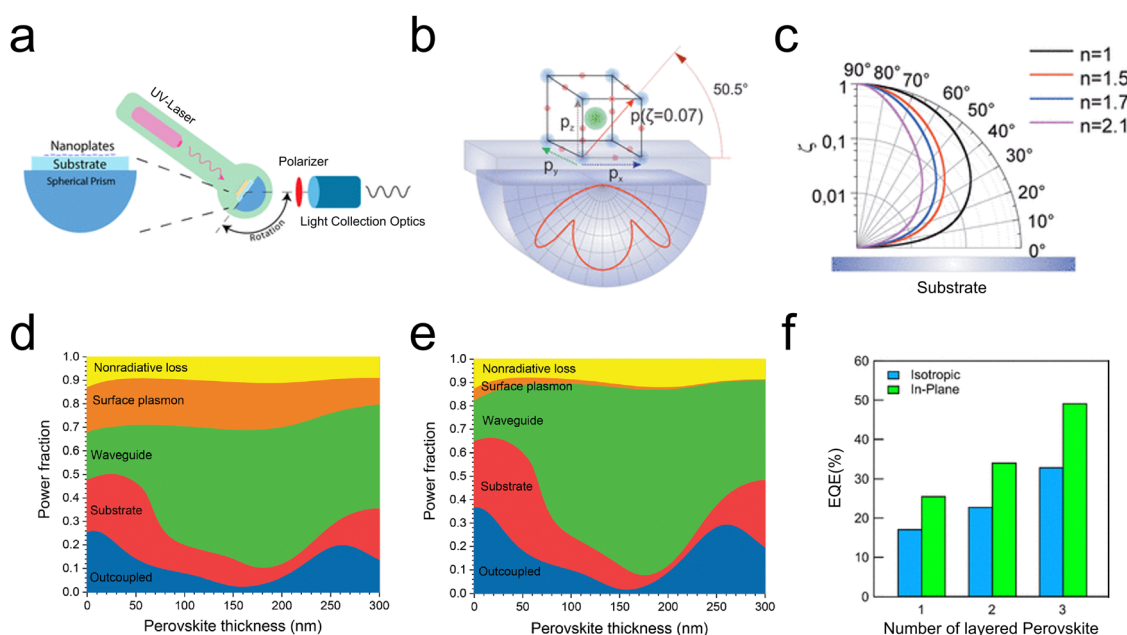 a
UV-Laser
Nanoplates
Substrate
Spherical Prism
Polarizer
Light Collection Optics
Rotation
b
50.5°
p(ζ=0.07)
pz
py
px
c
n=1
n=1.5
n=1.7
n=2.1
90°
80°
70°
60°
50°
40°
30°
20°
10°
0°
1
0,1
0,01
ζ
Substrate
d
1.0
0.9
0.8
0.7
0.6
0.5
0.4
0.3
0.2
0.1
0.0
Power fraction
Nonradiative loss
Surface plasmon
Waveguide
Substrate
Outcoupled
0 50 100 150 200 250 300
Perovskite thickness (nm)
e
1.0
0.9
0.8
0.7
0.6
0.5
0.4
0.3
0.2
0.1
0.0
Power fraction
Nonradiative loss
Surface plasmon
Waveguide
Substrate
Outcoupled
0 50 100 150 200 250 300
Perovskite thickness (nm)
f
60
50
40
30
20
10
0
EQE(%)
Isotropic
In-Plane
1 2 3
Number of layered Perovskite